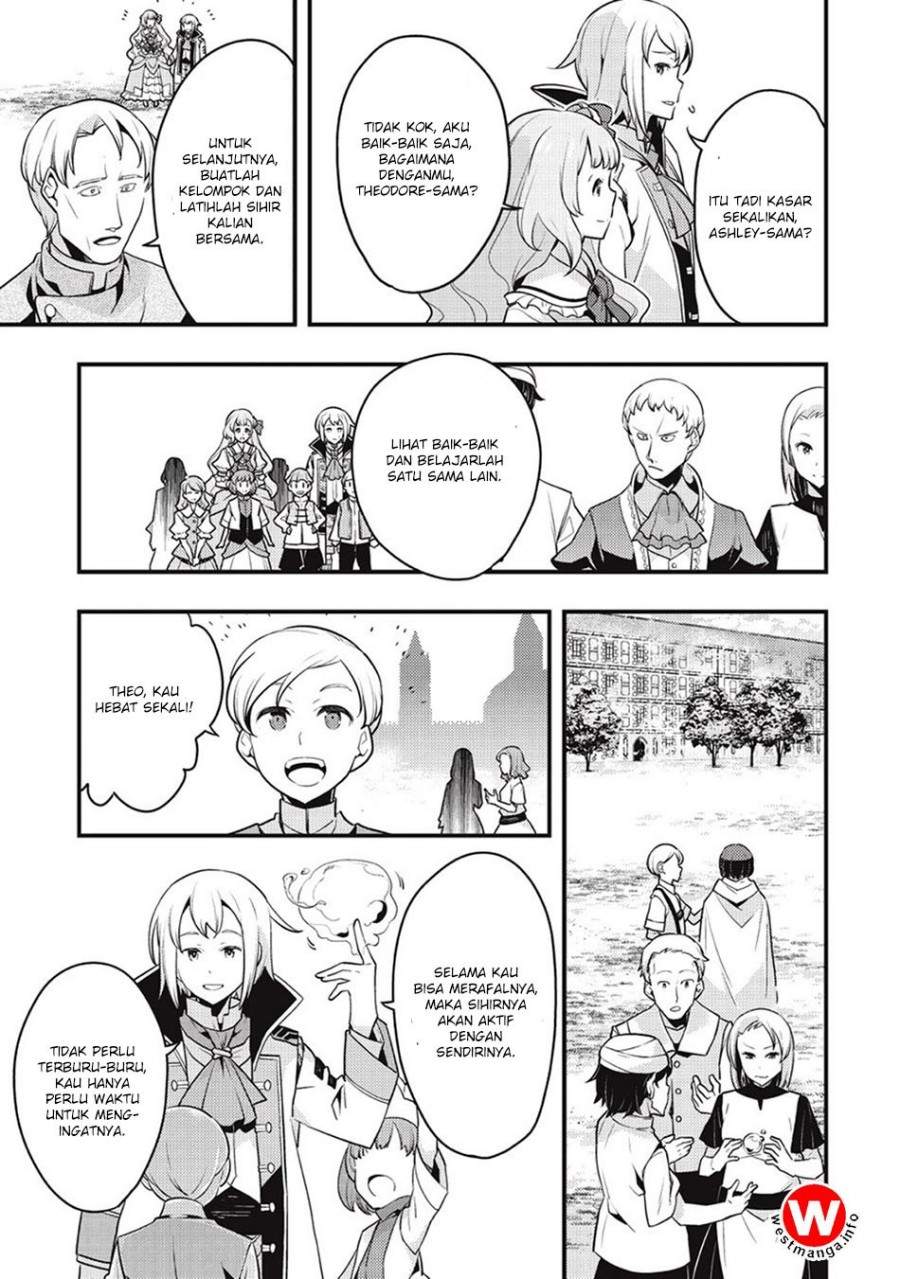 ITU TADI KASAR
SEKALIKAN,
ASHLEY-SAMA?
TIDAK KOK, AKU
BAIK-BAIK SAJA,
BAGAIMANA
DENGANMU,
THEODORE-SAMA?
UNTUK
SELANJUTNYA,
BUATLAH
KELOMPOK DAN
LATIHLAH SIHIR
KALIAN
BERSAMA.
LIHAT BAIK-BAIK
DAN BELAJARLAH
SATU SAMA LAIN.
THEO, KAU
HEBAT SEKALI!
SELAMA KAU
BISA MERAFALNYA,
MAKA SIHIRNYA
AKAN AKTIF
DENGAN
SENDIRINYA.
TIDAK PERLU
TERBURU-BURU,
KAU HANYA
PERLU WAKTU
UNTUK MENG-
INGATNYA.
W
westmanga.info